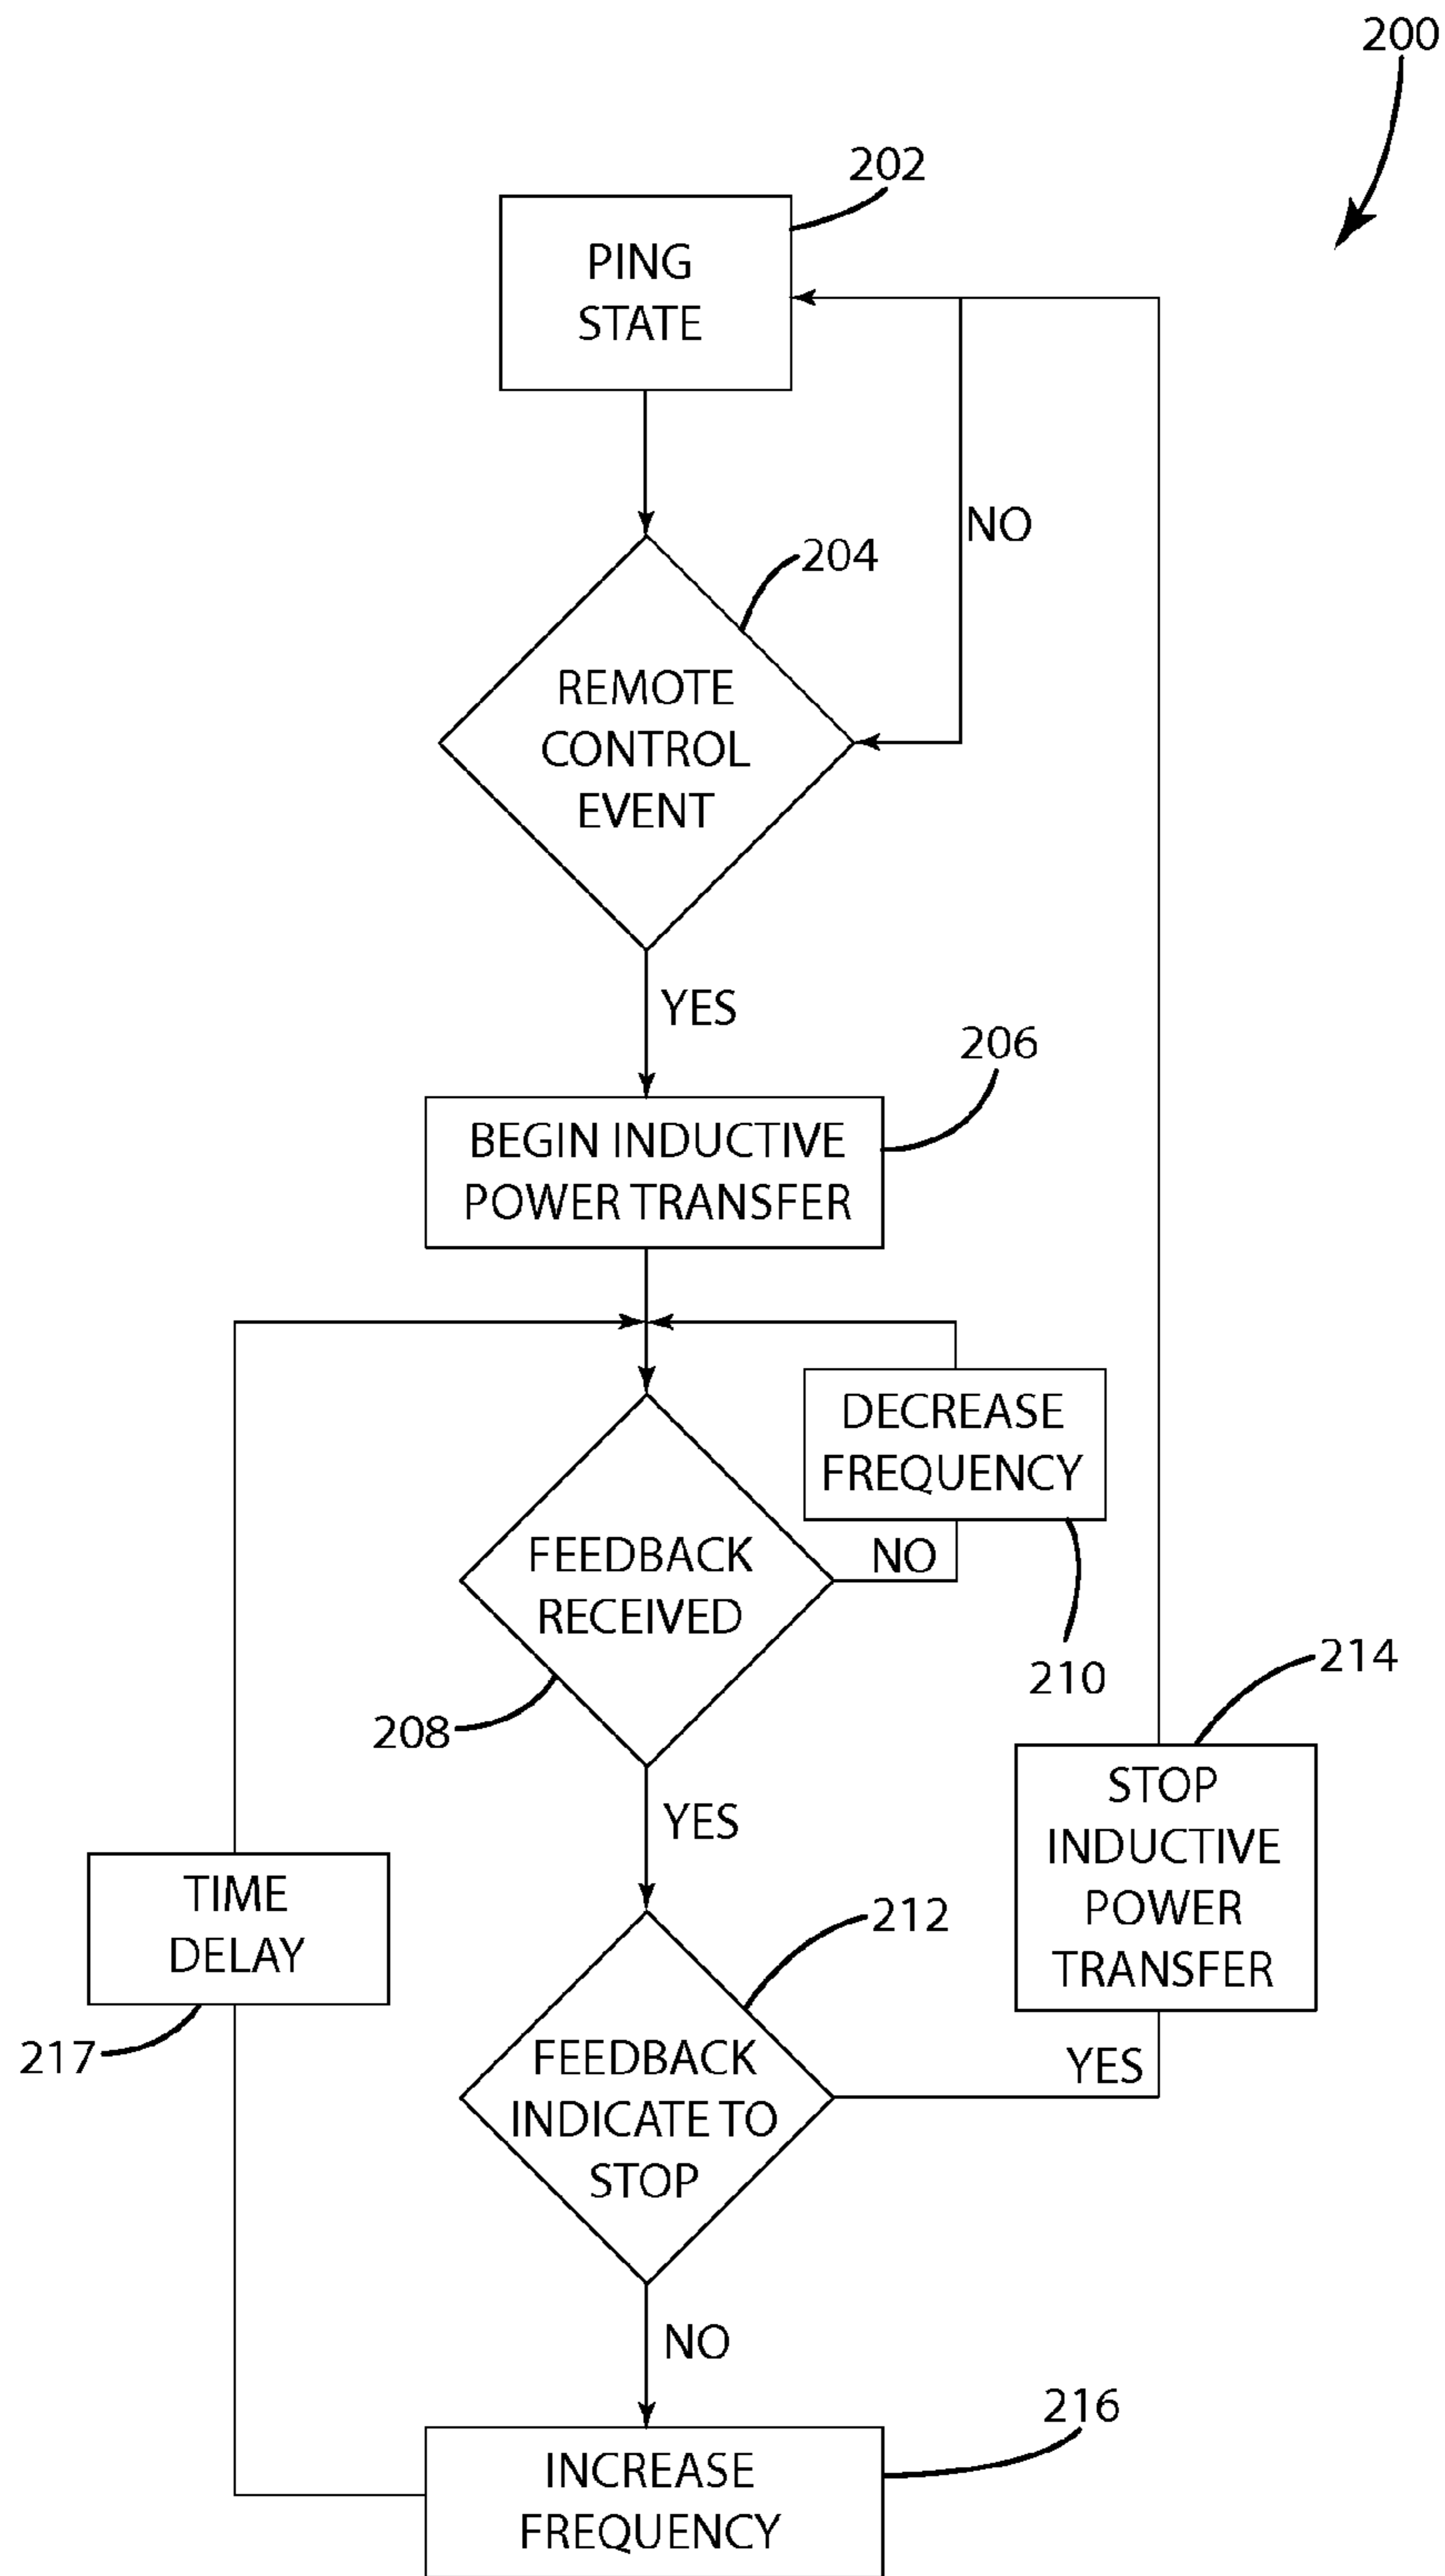 200
202
PING
STATE
NO
204
REMOTE
CONTROL
EVENT
YES
206
BEGIN INDUCTIVE
POWER TRANSFER
DECREASE
FREQUENCY
FEEDBACK
RECEIVED
NO
210
214
208
STOP
INDUCTIVE
POWER
TRANSFER
YES
TIME
DELAY
212
217
FEEDBACK
INDICATE TO
STOP
YES
NO
216
INCREASE
FREQUENCY